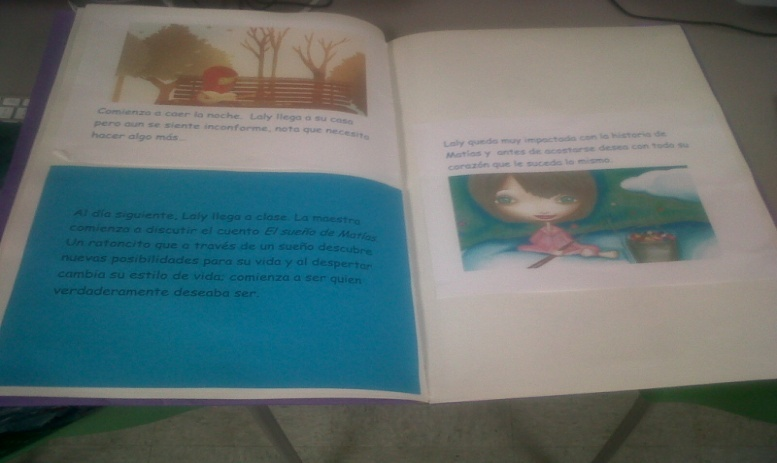 Comienza a caer la noche. Laly llega a su casa
pero aun se siente inconforme, nota que necesita
hacer algo más...
Al día siguiente, Laly llega a clase. La maestra
comienza a discutir el cuento El sueño de Matías.
Un ratoncito que a través de un sueño descubre
nuevas posibilidades para su vida y al despertar
cambia su estilo de vida; comienza a ser quien
verdaderamente deseaba ser.
Laly queda muy impactada con la historia de
Matías y antes de acostarse desea con todo su
corazón que le suceda lo mismo.